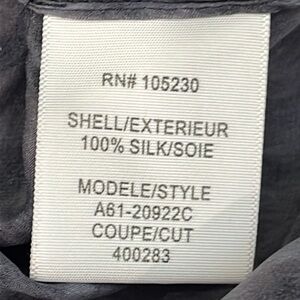 RN# 105230
SHELL/EXTERIEUR
100% SILK/SOIE
MODELE/STYLE
A61-20922C
COUPE/CUT
400283